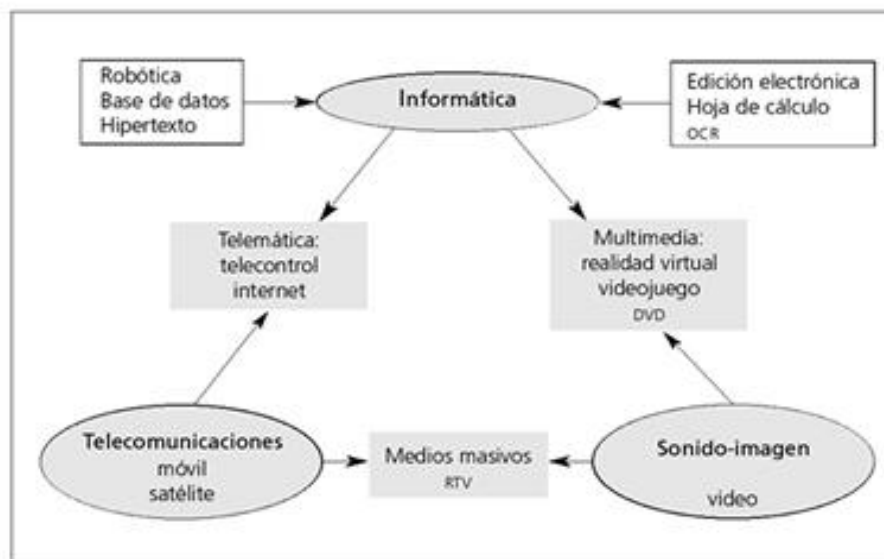 Robótica
Base de datos
Hipertexto
Informática
Edición electrónica
Hoja de cálculo
OCR
Telemática:
telecontrol
internet
Multimedia:
realidad virtual
videojuego
DVD
Telecomunicaciones
móvil
satélite
Medios masivos
RTV
Sonido-imagen
video